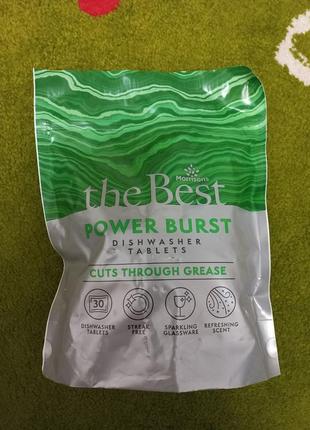 Morrisons
the Best
POWER BURST
DISHWASHER
TABLETS
CUTS THROUGH GREASE
30
DISHWASHER
TABLETS
STREAK
FREE
SPARKLING
GLASSWARE
REFRESHING
SCENT